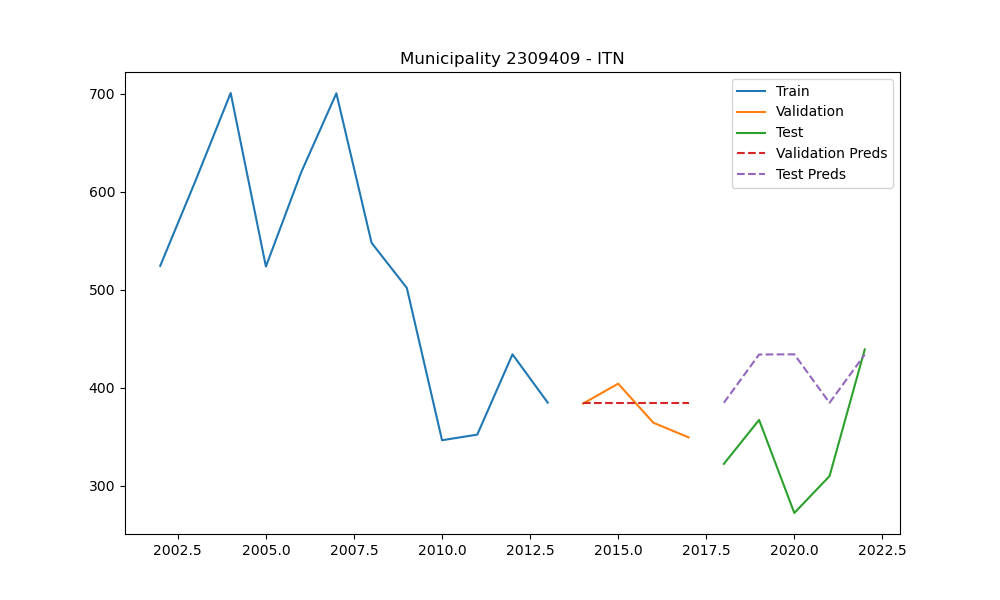 Municipality 2309409 - ITN
700
600
500
400
300
Train
Validation
Test
Validation Preds
Test Preds
2002.5 2005.0 2007.5 2010.0 2012.5 2015.0 2017.5 2020.0 2022.5